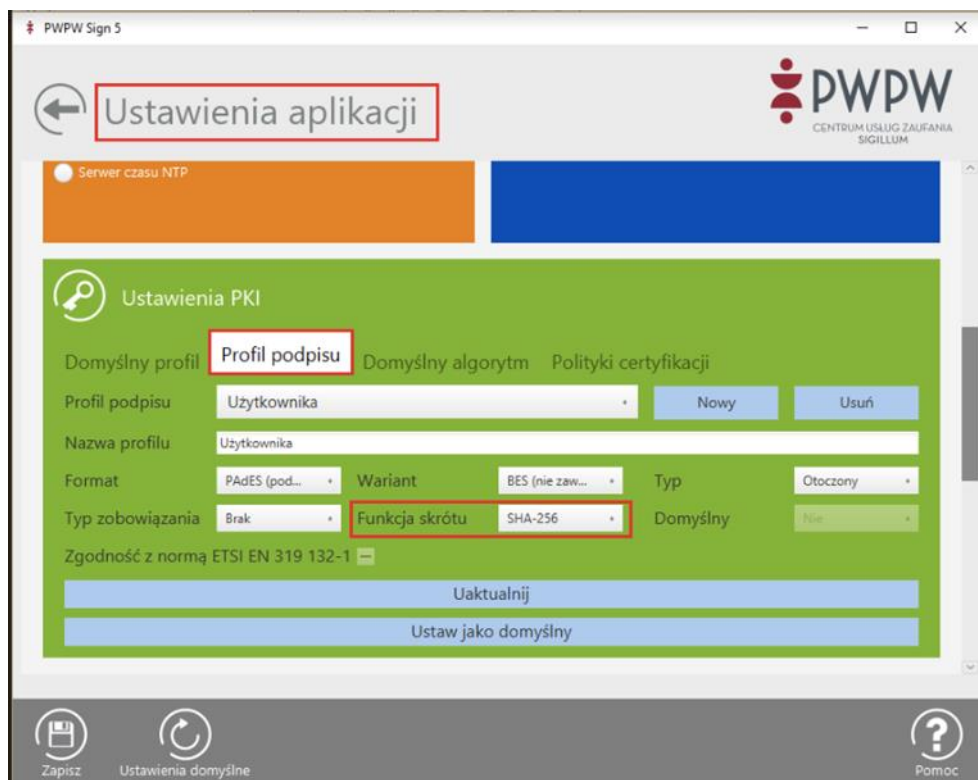 PWPW Sign 5
Ustawienia aplikacji
PWPW
CENTRUM USŁUG ZAUFANIA
SIGILLUM
Serwer czasu NTP
Ustawienia PKI
Domyślny profil Profil podpisu Domyślny algorytm Polityki certyfikacji
Profil podpisu Użytkownika Nowy Usuń
Nazwa profilu Użytkownika
Format PAdES (pod... Wariant BES (nie zaw... Typ Otoczony
Typ zobowiązania Brak Funkcja skrótu SHA-256 Domyślny Nie
Zgodność z normą ETSI EN 319 132-1
Uaktualnij
Ustaw jako domyślny
Zapisz Ustawienia domyślne Pomoc